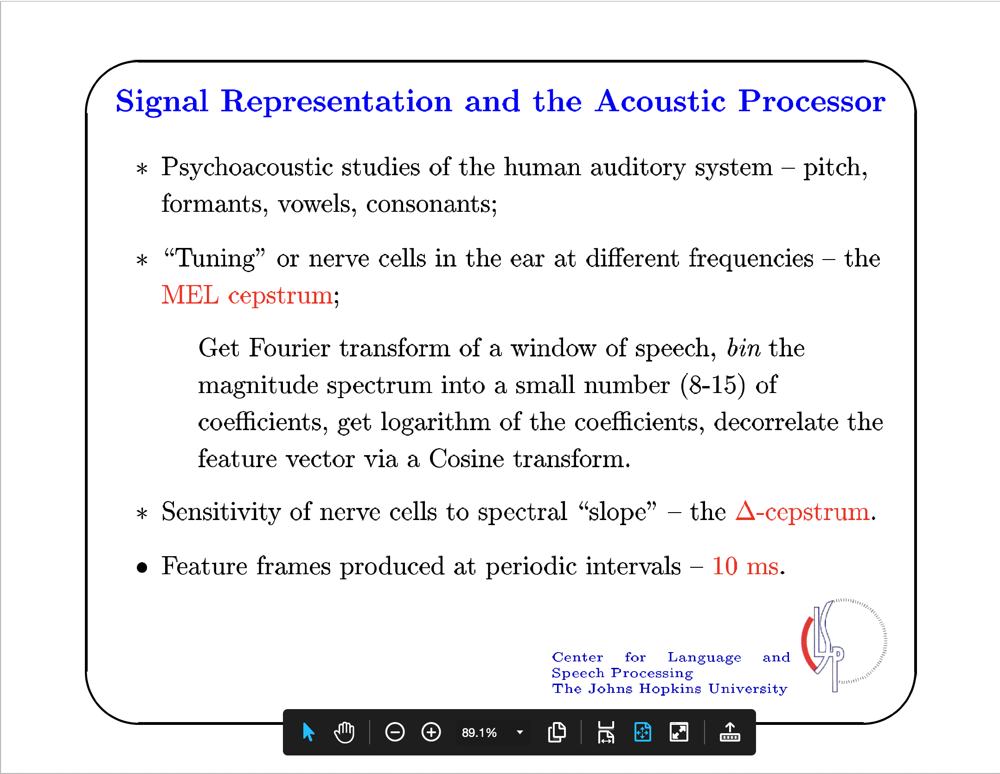 Signal Representation and the Acoustic Processor
* Psychoacoustic studies of the human auditory system – pitch,
formants, vowels, consonants;
* “Tuning” or nerve cells in the ear at different frequencies – the
MEL cepstrum;
Get Fourier transform of a window of speech, bin the
magnitude spectrum into a small number (8-15) of
coefficients, get logarithm of the coefficients, decorrelate the
feature vector via a Cosine transform.
* Sensitivity of nerve cells to spectral “slope” – the Δ-cepstrum.
• Feature frames produced at periodic intervals – 10 ms.
Center for Language and
Speech Processing
The Johns Hopkins University
LSP
89.1%